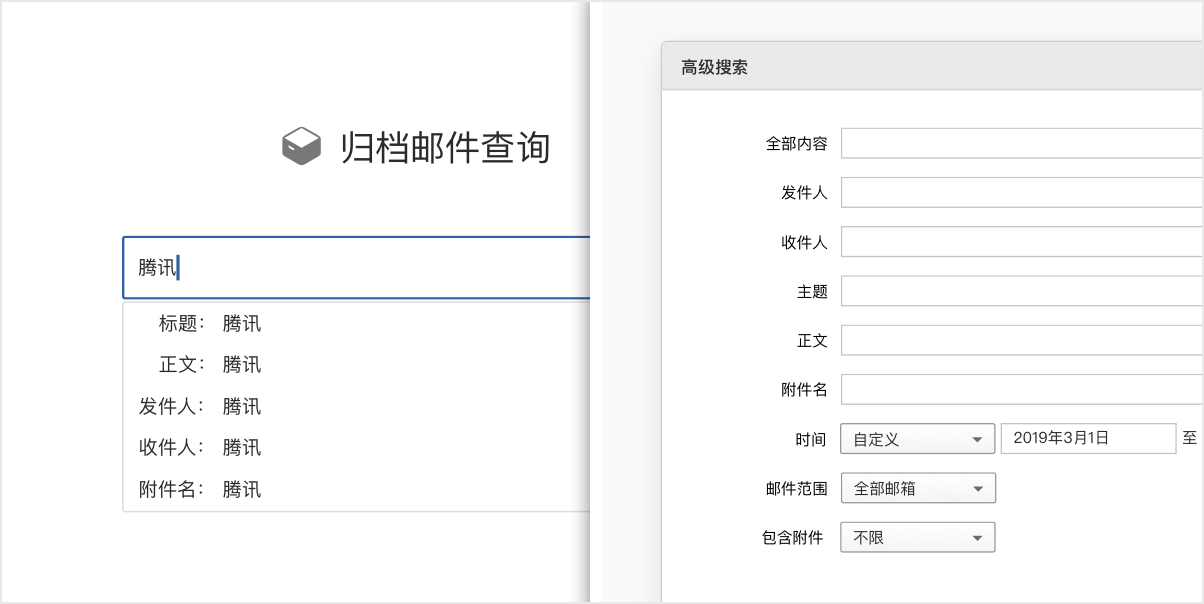 归档邮件查询
腾讯
标题： 腾讯
正文： 腾讯
发件人： 腾讯
收件人： 腾讯
附件名： 腾讯
高级搜索
全部内容
发件人
收件人
主题
正文
附件名
时间 自定义 2019年3月1日 至
邮件范围 全部邮箱
包含附件 不限